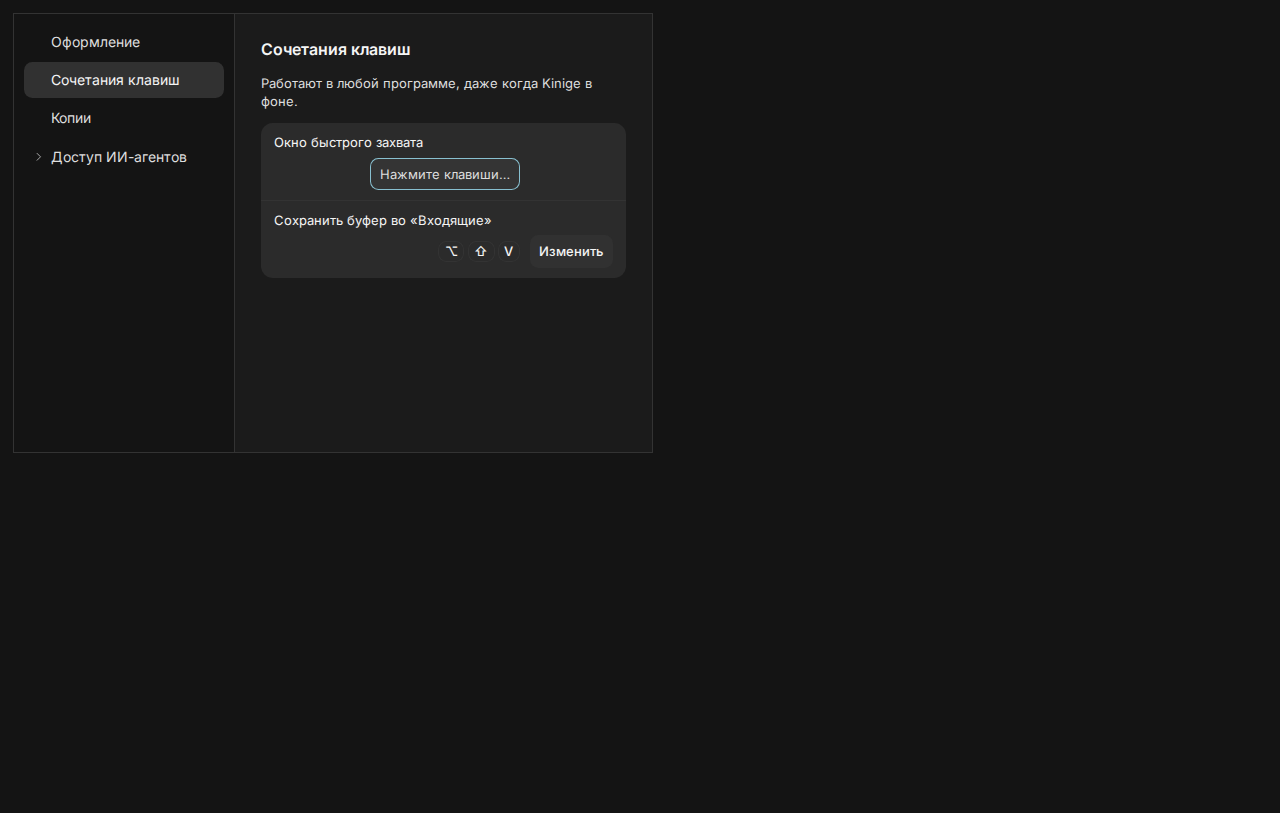 Оформление
Сочетания клавиш
Копии
Доступ ИИ-агентов
Сочетания клавиш
Работают в любой программе, даже когда Kinige в
фоне.
Окно быстрого захвата
Нажмите клавиши...
Сохранить буфер во «Входящие»
⌥ ⇧ V Изменить